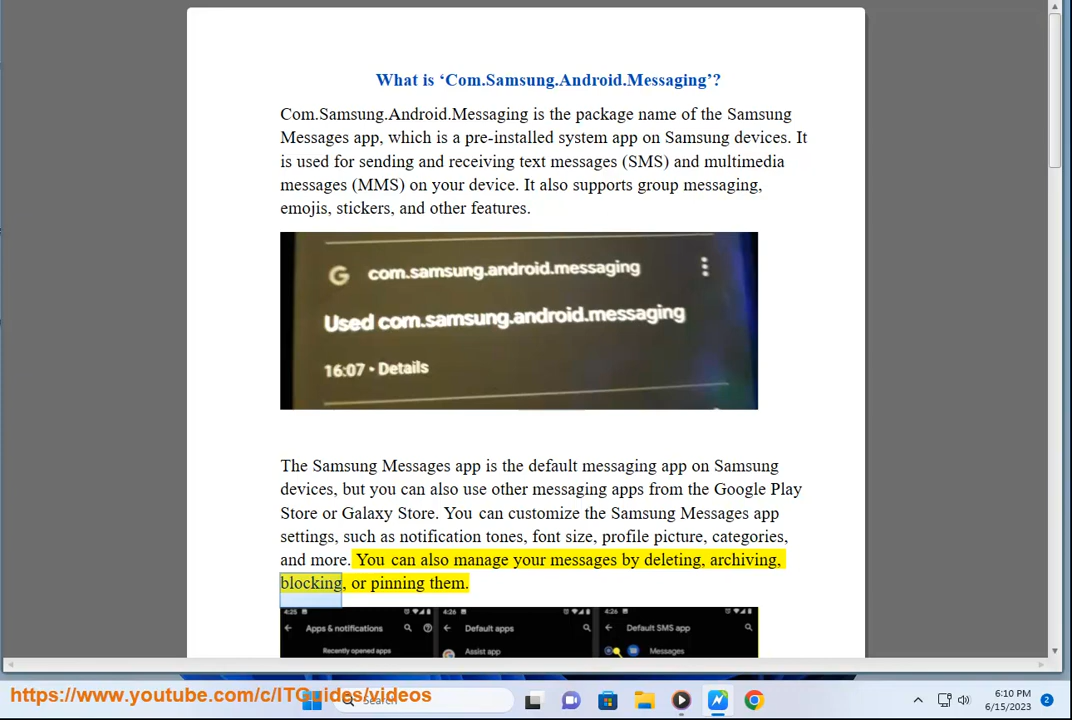 What is ‘Com.Samsung.Android.Messaging’?
Com.Samsung.Android.Messaging is the package name of the Samsung
Messages app, which is a pre-installed system app on Samsung devices. It
is used for sending and receiving text messages (SMS) and multimedia
messages (MMS) on your device. It also supports group messaging,
emojis, stickers, and other features.
G com.samsung.android.messaging
Used com.samsung.android.messaging
16:07 • Details
The Samsung Messages app is the default messaging app on Samsung
devices, but you can also use other messaging apps from the Google Play
Store or Galaxy Store. You can customize the Samsung Messages app
settings, such as notification tones, font size, profile picture, categories,
and more. You can also manage your messages by deleting, archiving,
blocking, or pinning them.
4:25 4:26 4:26
Apps & notifications Default apps Default SMS app
Recently opened apps Assist app Messages
https://www.youtube.com/c/ITGuides/videos
Search
6:10 PM
6/15/2023
2